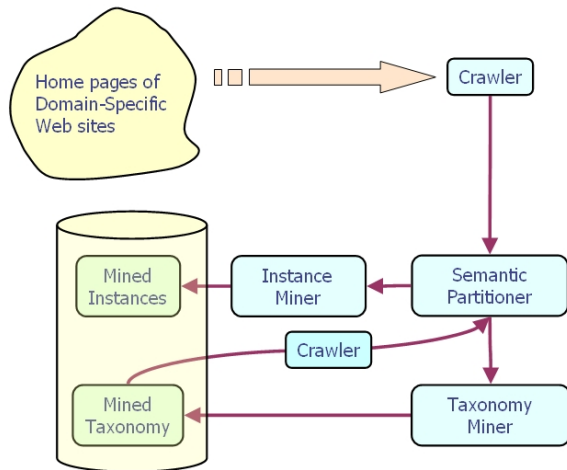 Home pages of
Domain-Specific
Web sites
Crawler
Mined
Instances
Instance
Miner
Semantic
Partitioner
Crawler
Mined
Taxonomy
Taxonomy
Miner